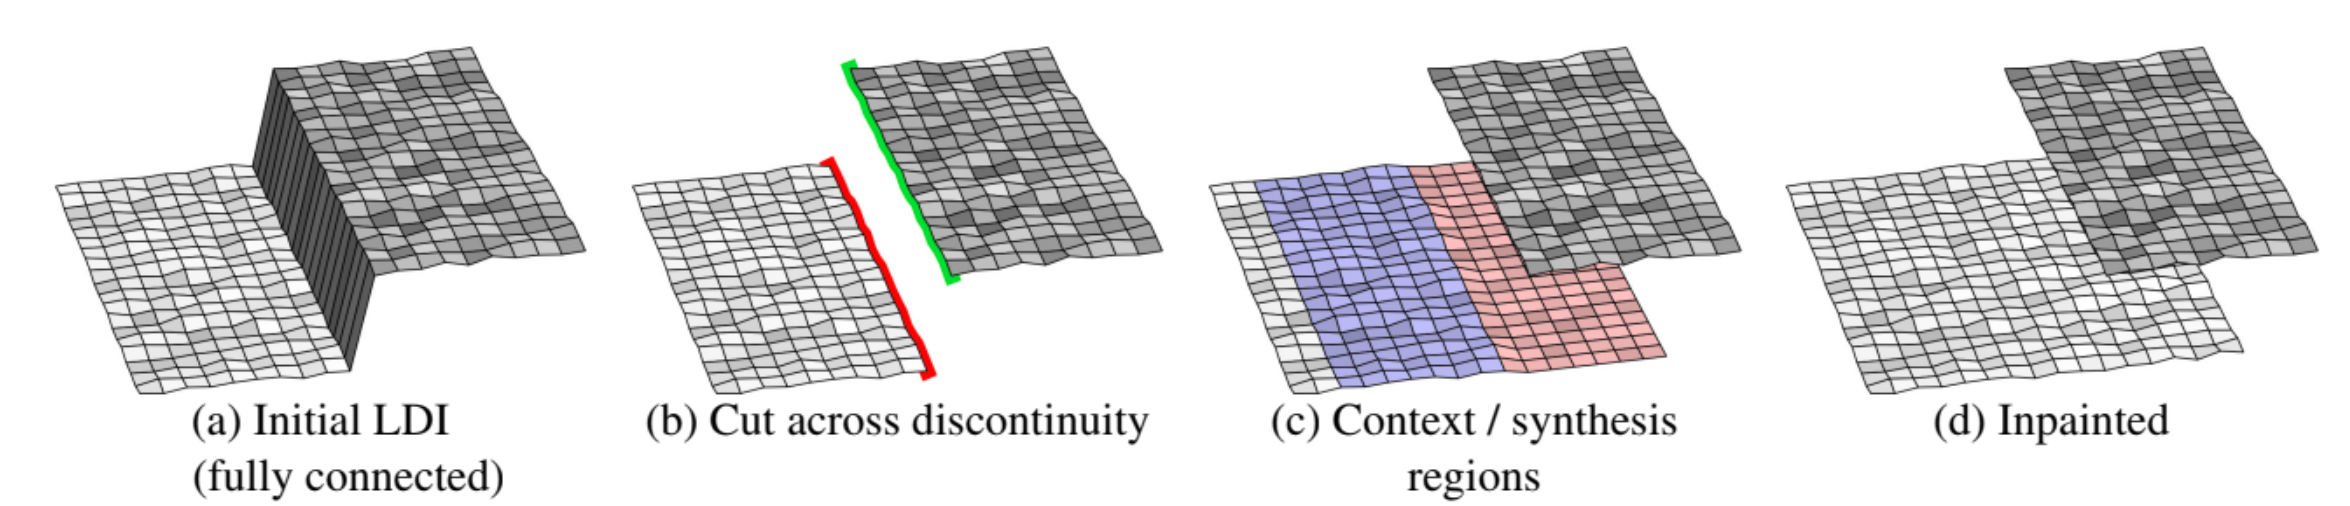 (a) Initial LDI
(fully connected)
(b) Cut across discontinuity
(c) Context / synthesis
regions
(d) Inpainted